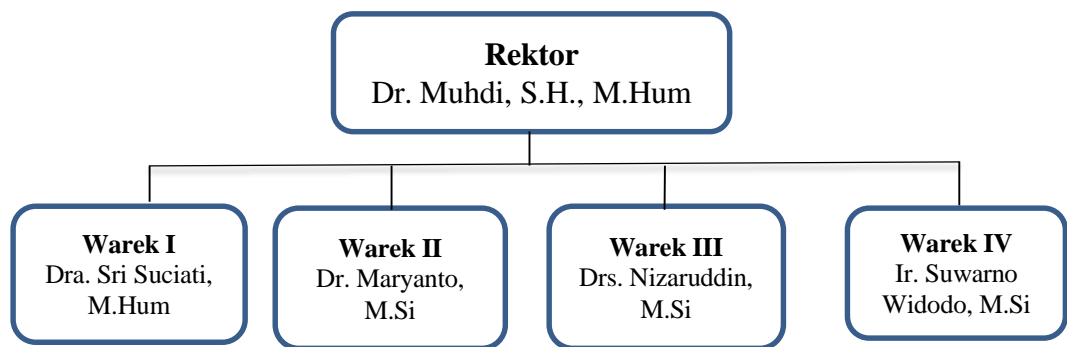 Rektor
Dr. Muhdi, S.H., M.Hum
Warek I
Dra. Sri Suciati,
M.Hum
Warek II
Dr. Maryanto,
M.Si
Warek III
Drs. Nizaruddin,
M.Si
Warek IV
Ir. Suwarno
Widodo, M.Si